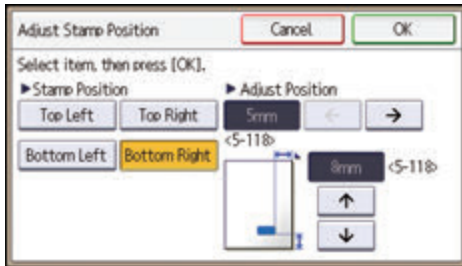 Adjust Stamp Position
Cancel
OK
Select item, then press [OK].
►Stamp Position
► Adjust Position
Top Left
Top Right
5mm
←
→
<5-118>
Bottom Left
Bottom Right
8mm
<5-118>
↑
↓